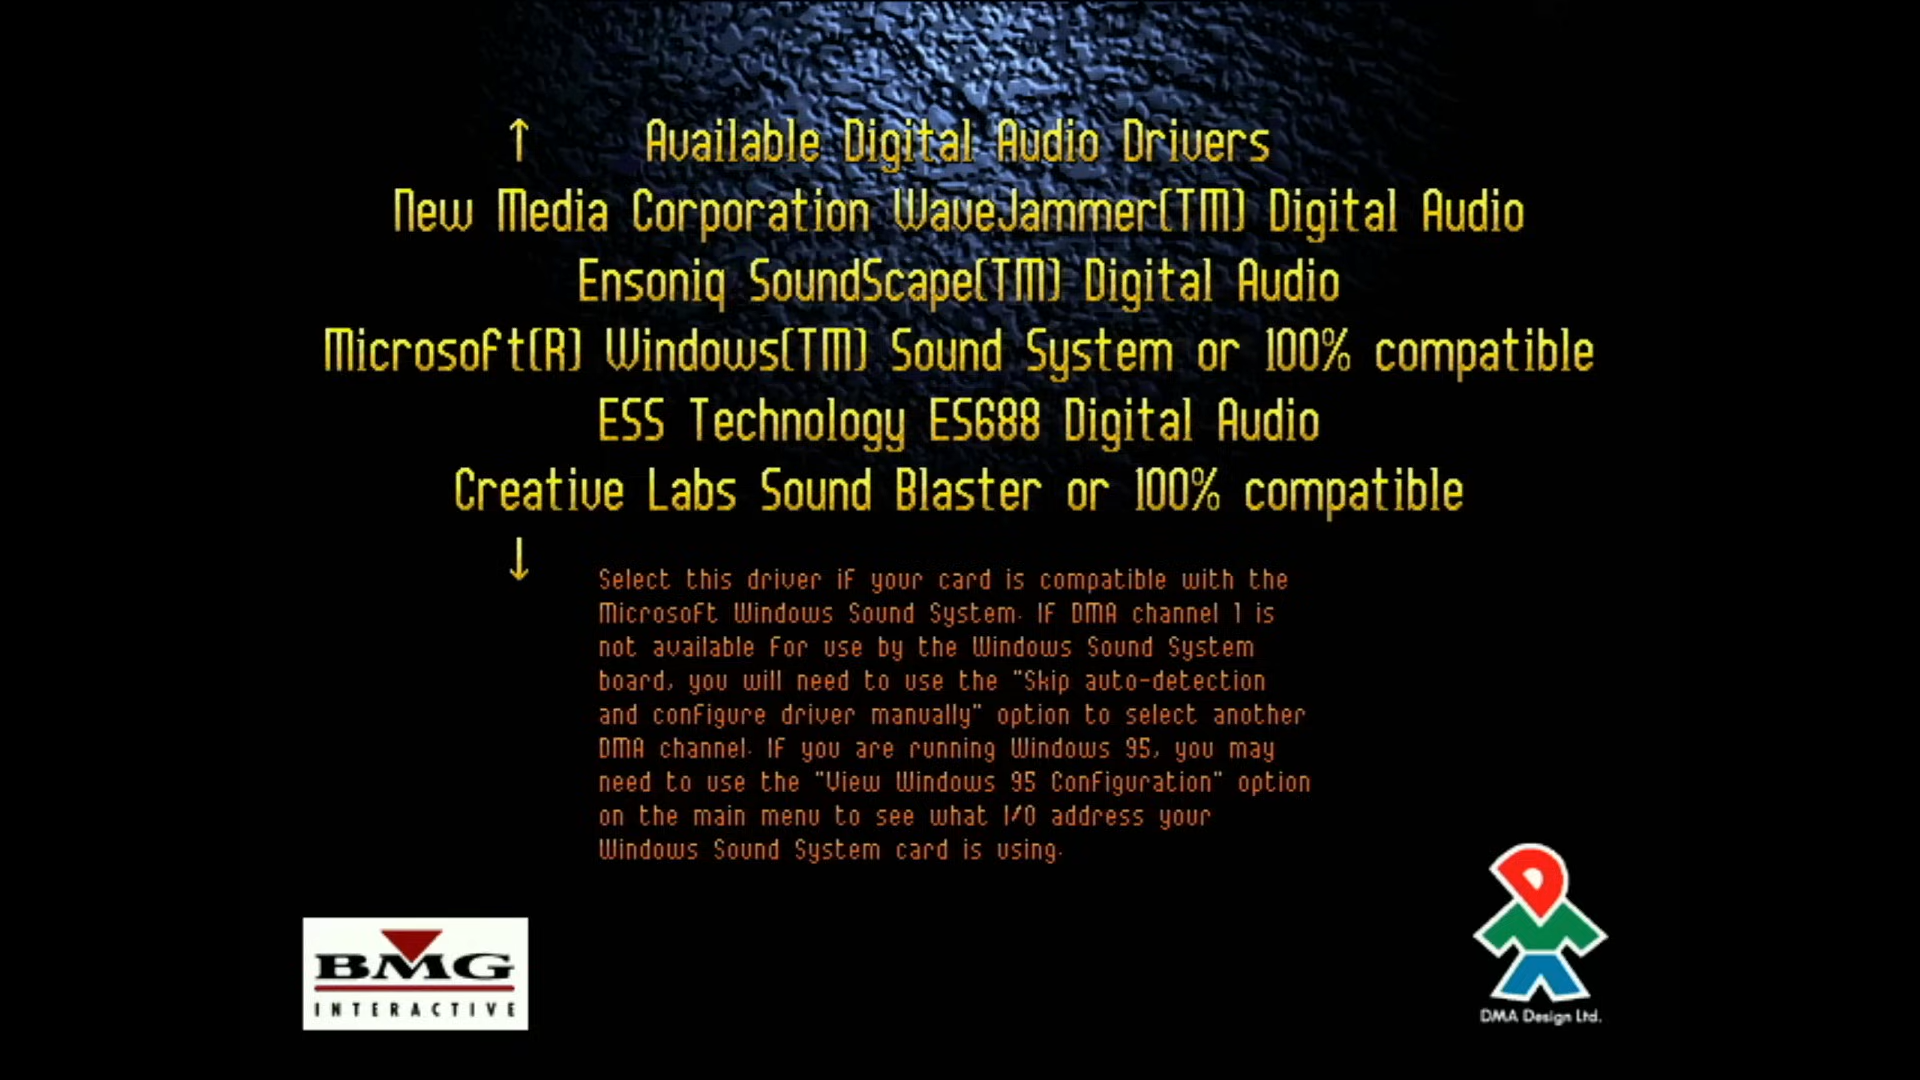 ↑ Available Digital Audio Drivers
New Media Corporation WaveJammer(TM) Digital Audio
Ensoniq SoundScape(TM) Digital Audio
Microsoft(R) Windows(TM) Sound System or 100% compatible
ESS Technology ES688 Digital Audio
Creative Labs Sound Blaster or 100% compatible
↓
Select this driver if your card is compatible with the
Microsoft Windows Sound System. If DMA channel 1 is
not available for use by the Windows Sound System
board, you will need to use the "Skip auto-detection
and configure driver manually" option to select another
DMA channel. If you are running Windows 95, you may
need to use the "View Windows 95 Configuration" option
on the main menu to see what I/O address your
Windows Sound System card is using.
BMG
INTERACTIVE
DMA Design Ltd.